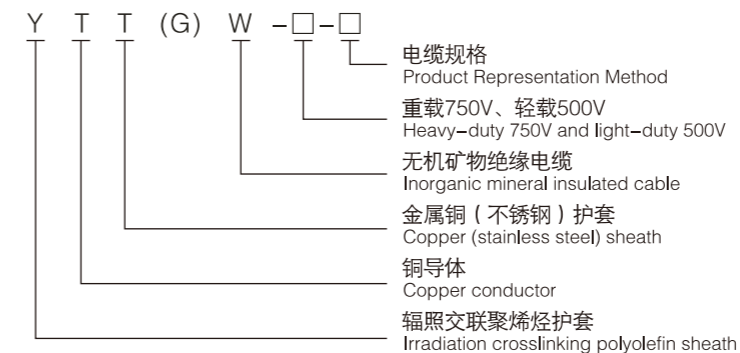 Y T T (G) W -□-□
电缆规格
Product Representation Method
重载750V、轻载500V
Heavy-duty 750V and light-duty 500V
无机矿物绝缘电缆
Inorganic mineral insulated cable
金属铜（不锈钢）护套
Copper (stainless steel) sheath
铜导体
Copper conductor
辐照交联聚烯烃护套
Irradiation crosslinking polyolefin sheath